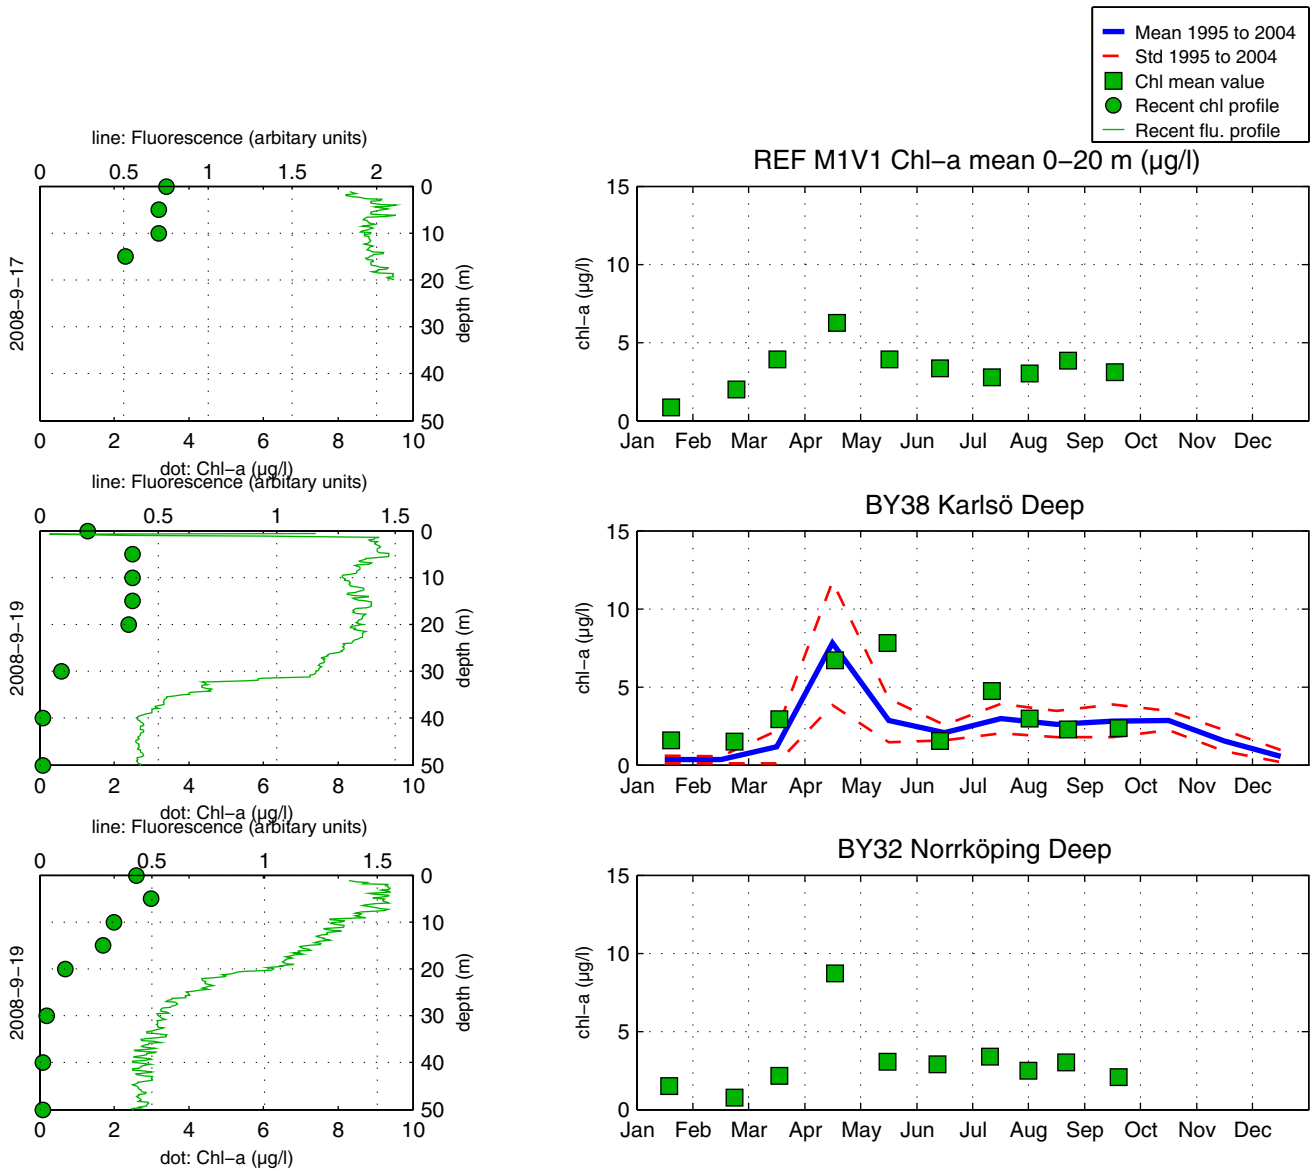 Mean 1995 to 2004
Std 1995 to 2004
Chl mean value
Recent chl profile
Recent flu. profile
line: Fluorescence (arbitary units)
0 0.5 1 1.5 2
0
10
20
30
40
50
depth (m)
2008−9−17
0 2 4 6 8 10
dot: Chl−a (µg/l)
REF M1V1 Chl−a mean 0−20 m (µg/l)
15
10
5
0
chl−a (µg/l)
Jan Feb Mar Apr May Jun Jul Aug Sep Oct Nov Dec
line: Fluorescence (arbitary units)
0 0.5 1 1.5
0
10
20
30
40
50
depth (m)
2008−9−19
0 2 4 6 8 10
dot: Chl−a (µg/l)
BY38 Karlsö Deep
15
10
5
0
chl−a (µg/l)
Jan Feb Mar Apr May Jun Jul Aug Sep Oct Nov Dec
line: Fluorescence (arbitary units)
0 0.5 1 1.5
0
10
20
30
40
50
depth (m)
2008−9−19
0 2 4 6 8 10
dot: Chl−a (µg/l)
BY32 Norrköping Deep
15
10
5
0
chl−a (µg/l)
Jan Feb Mar Apr May Jun Jul Aug Sep Oct Nov Dec